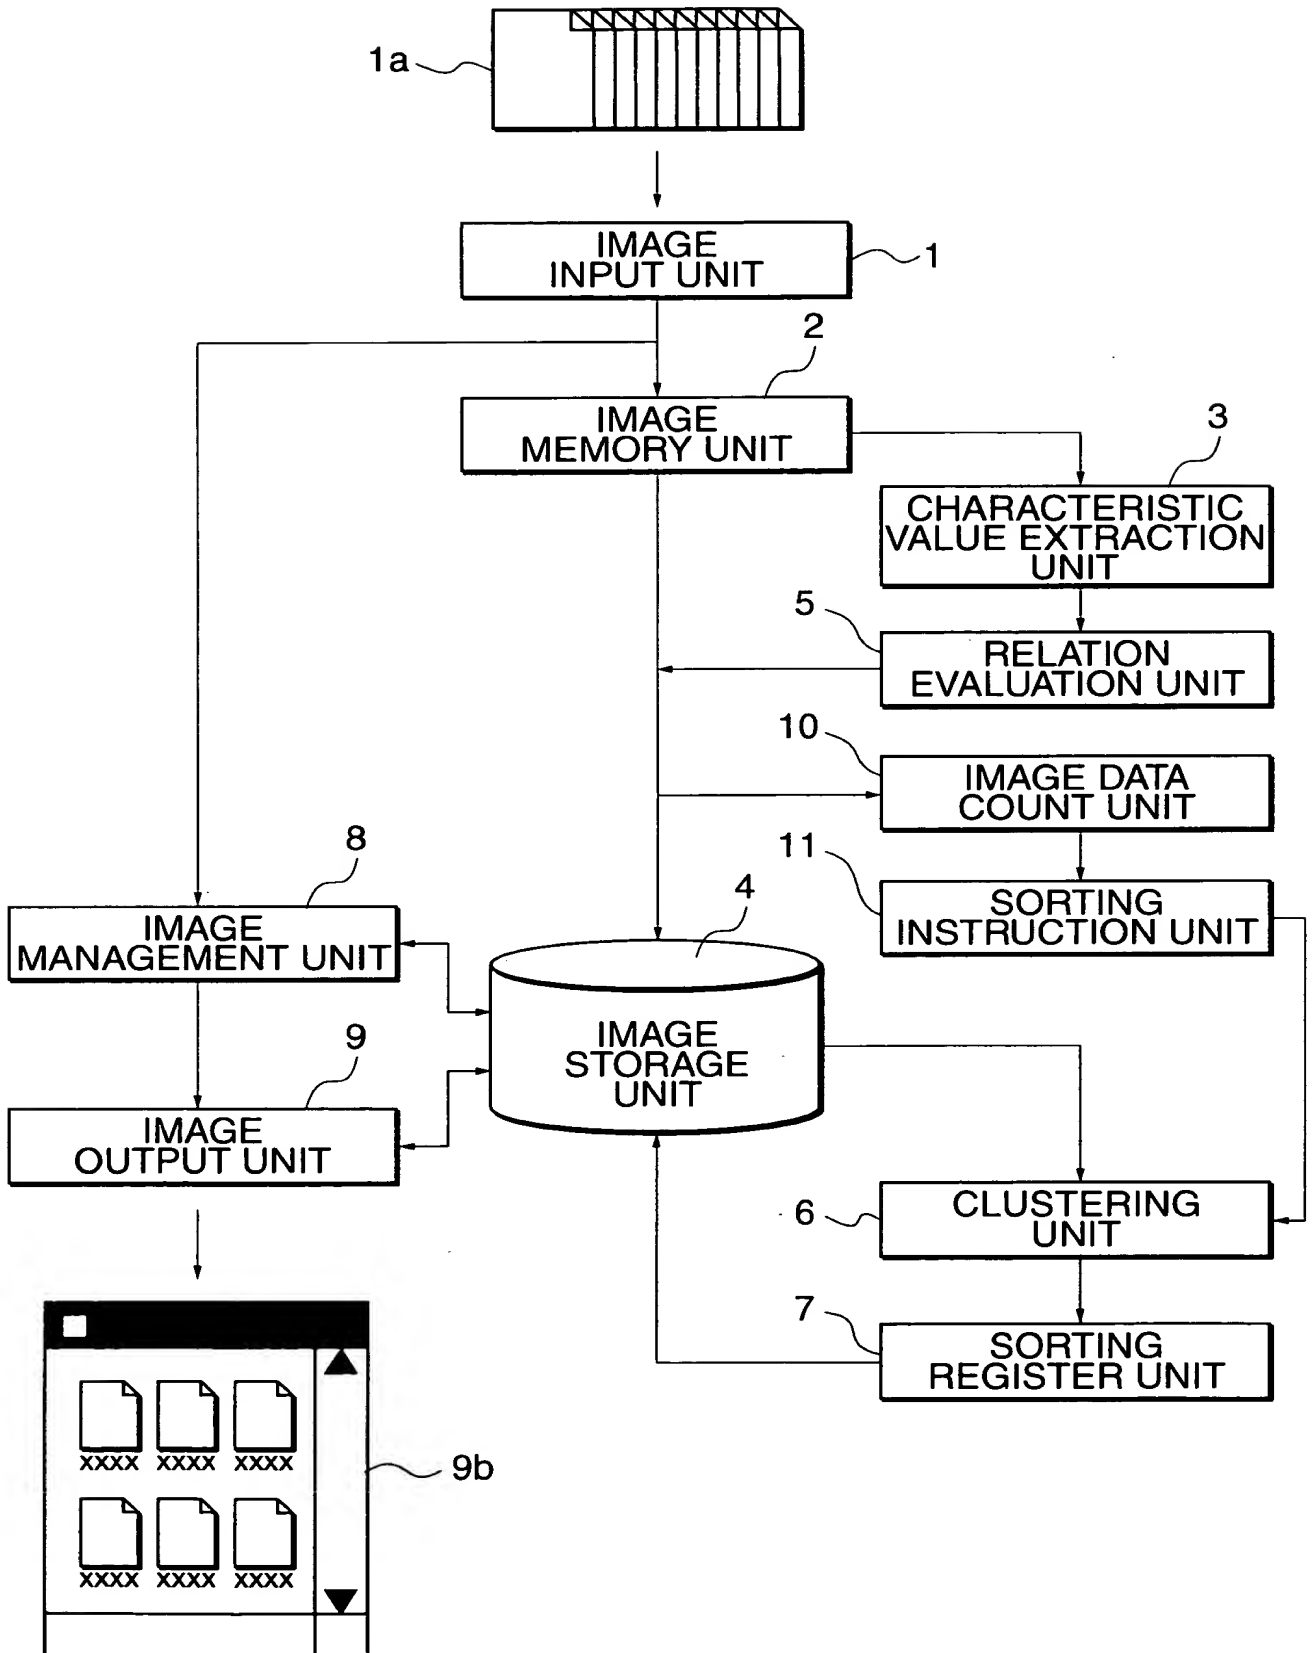 1a
IMAGE
INPUT UNIT
1
2
IMAGE
MEMORY UNIT
3
CHARACTERISTIC
VALUE EXTRACTION
UNIT
5
RELATION
EVALUATION UNIT
10
IMAGE DATA
COUNT UNIT
11
SORTING
INSTRUCTION UNIT
8
IMAGE
MANAGEMENT UNIT
4
IMAGE
STORAGE
UNIT
9
IMAGE
OUTPUT UNIT
6
CLUSTERING
UNIT
7
SORTING
REGISTER UNIT
XXXX XXXX XXXX
9b
XXXX XXXX XXXX